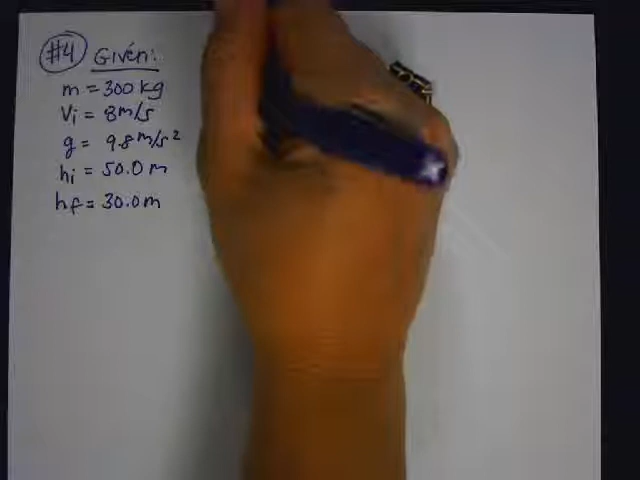 #4 Given:
m = 300 kg
Vi = 8 m/s
g = 9.8 m/s²
hi = 50.0 m
hf = 30.0 m